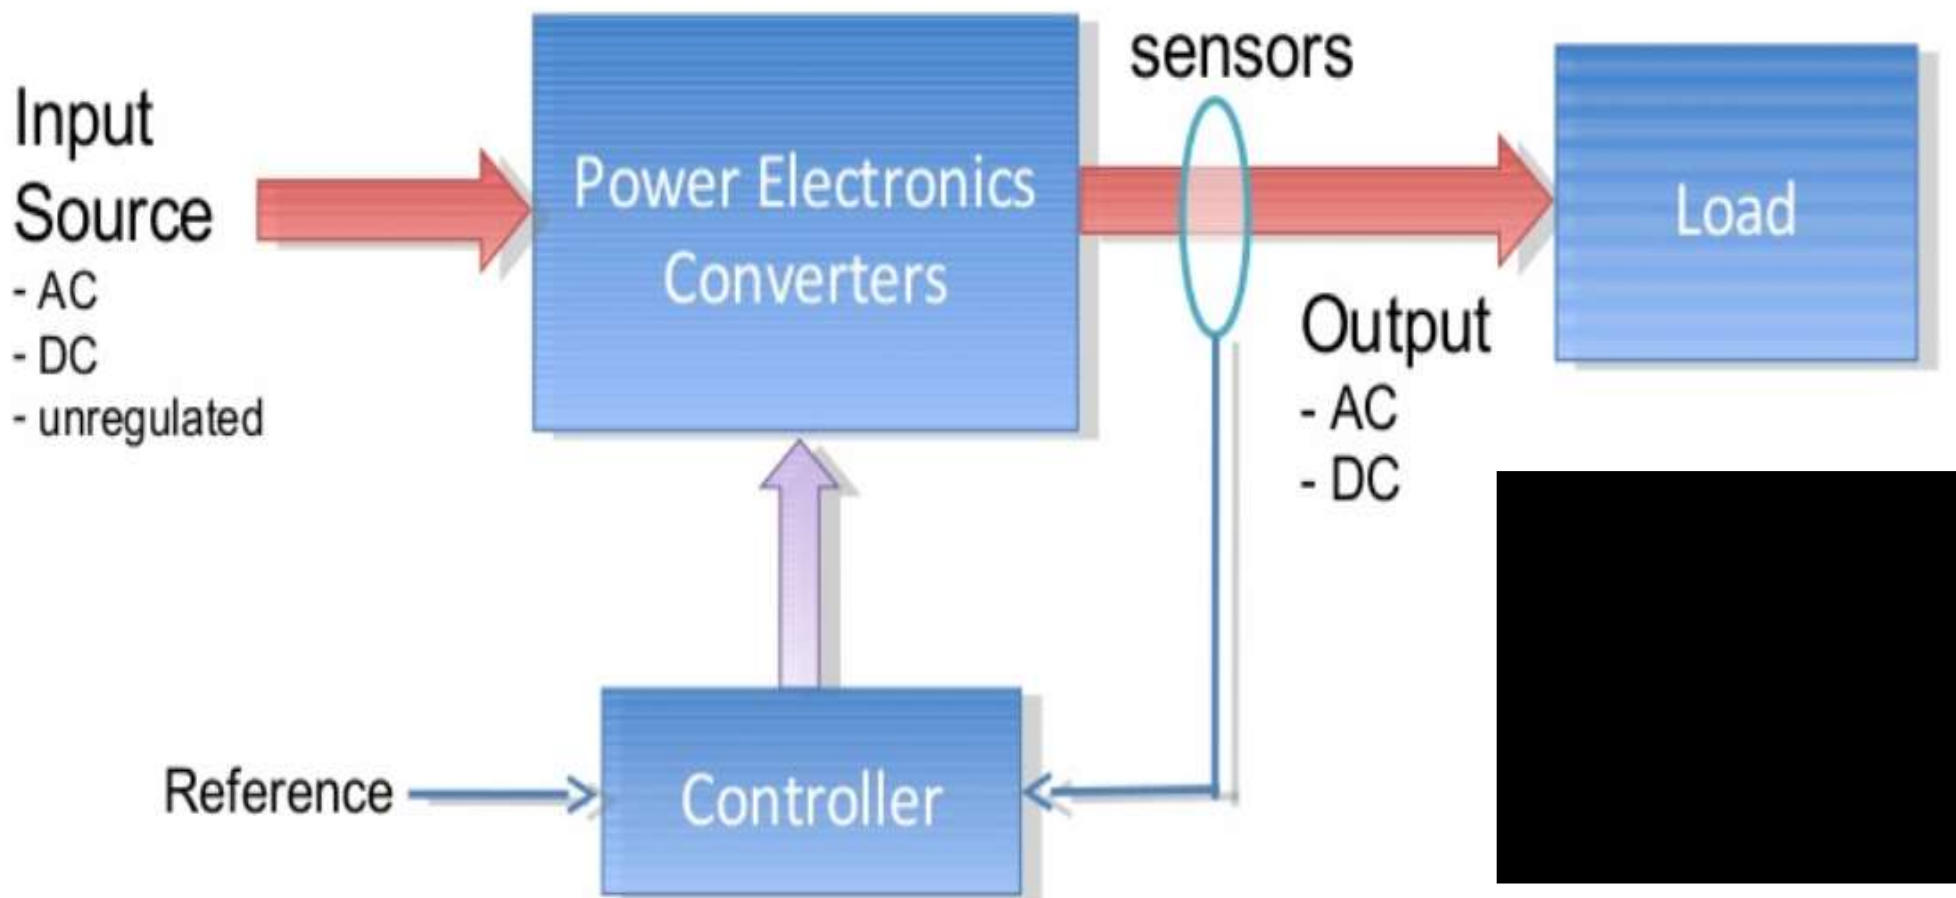 Input
Source
- AC
- DC
- unregulated
Power Electronics
Converters
sensors
Load
Output
- AC
- DC
Reference
Controller